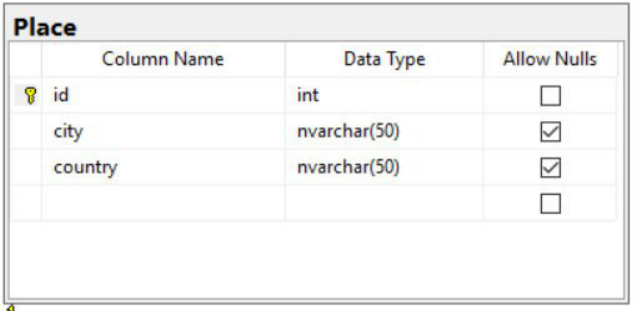 Place
Column Name Data Type Allow Nulls
id int
city nvarchar(50)
country nvarchar(50)